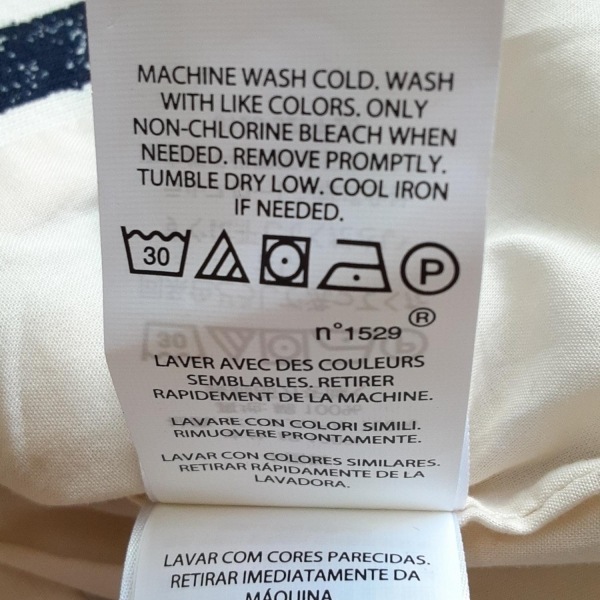 MACHINE WASH COLD. WASH
WITH LIKE COLORS. ONLY
NON-CHLORINE BLEACH WHEN
NEEDED. REMOVE PROMPTLY.
TUMBLE DRY LOW. COOL IRON
IF NEEDED.
30 P
n°1529 ®
LAVER AVEC DES COULEURS
SEMBLABLES. RETIRER
RAPIDEMENT DE LA MACHINE.
LAVARE CON COLORI SIMILI.
RIMUOVERE PRONTAMENTE.
LAVAR CON COLORES SIMILARES.
RETIRAR RÁPIDAMENTE DE LA
LAVADORA.
LAVAR COM CORES PARECIDAS.
RETIRAR IMEDIATAMENTE DA
MÁQUINA